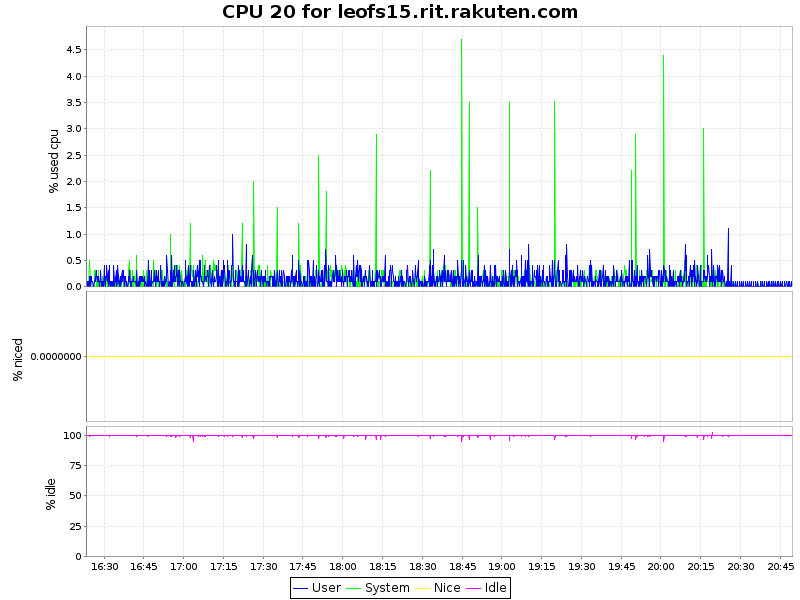 CPU 20 for leofs15.rit.rakuten.com
% used cpu
4.5
4.0
3.5
3.0
2.5
2.0
1.5
1.0
0.5
0.0
% niced
0.0000000
% idle
100
75
50
25
0
16:30 16:45 17:00 17:15 17:30 17:45 18:00 18:15 18:30 18:45 19:00 19:15 19:30 19:45 20:00 20:15 20:30 20:45
User System Nice Idle